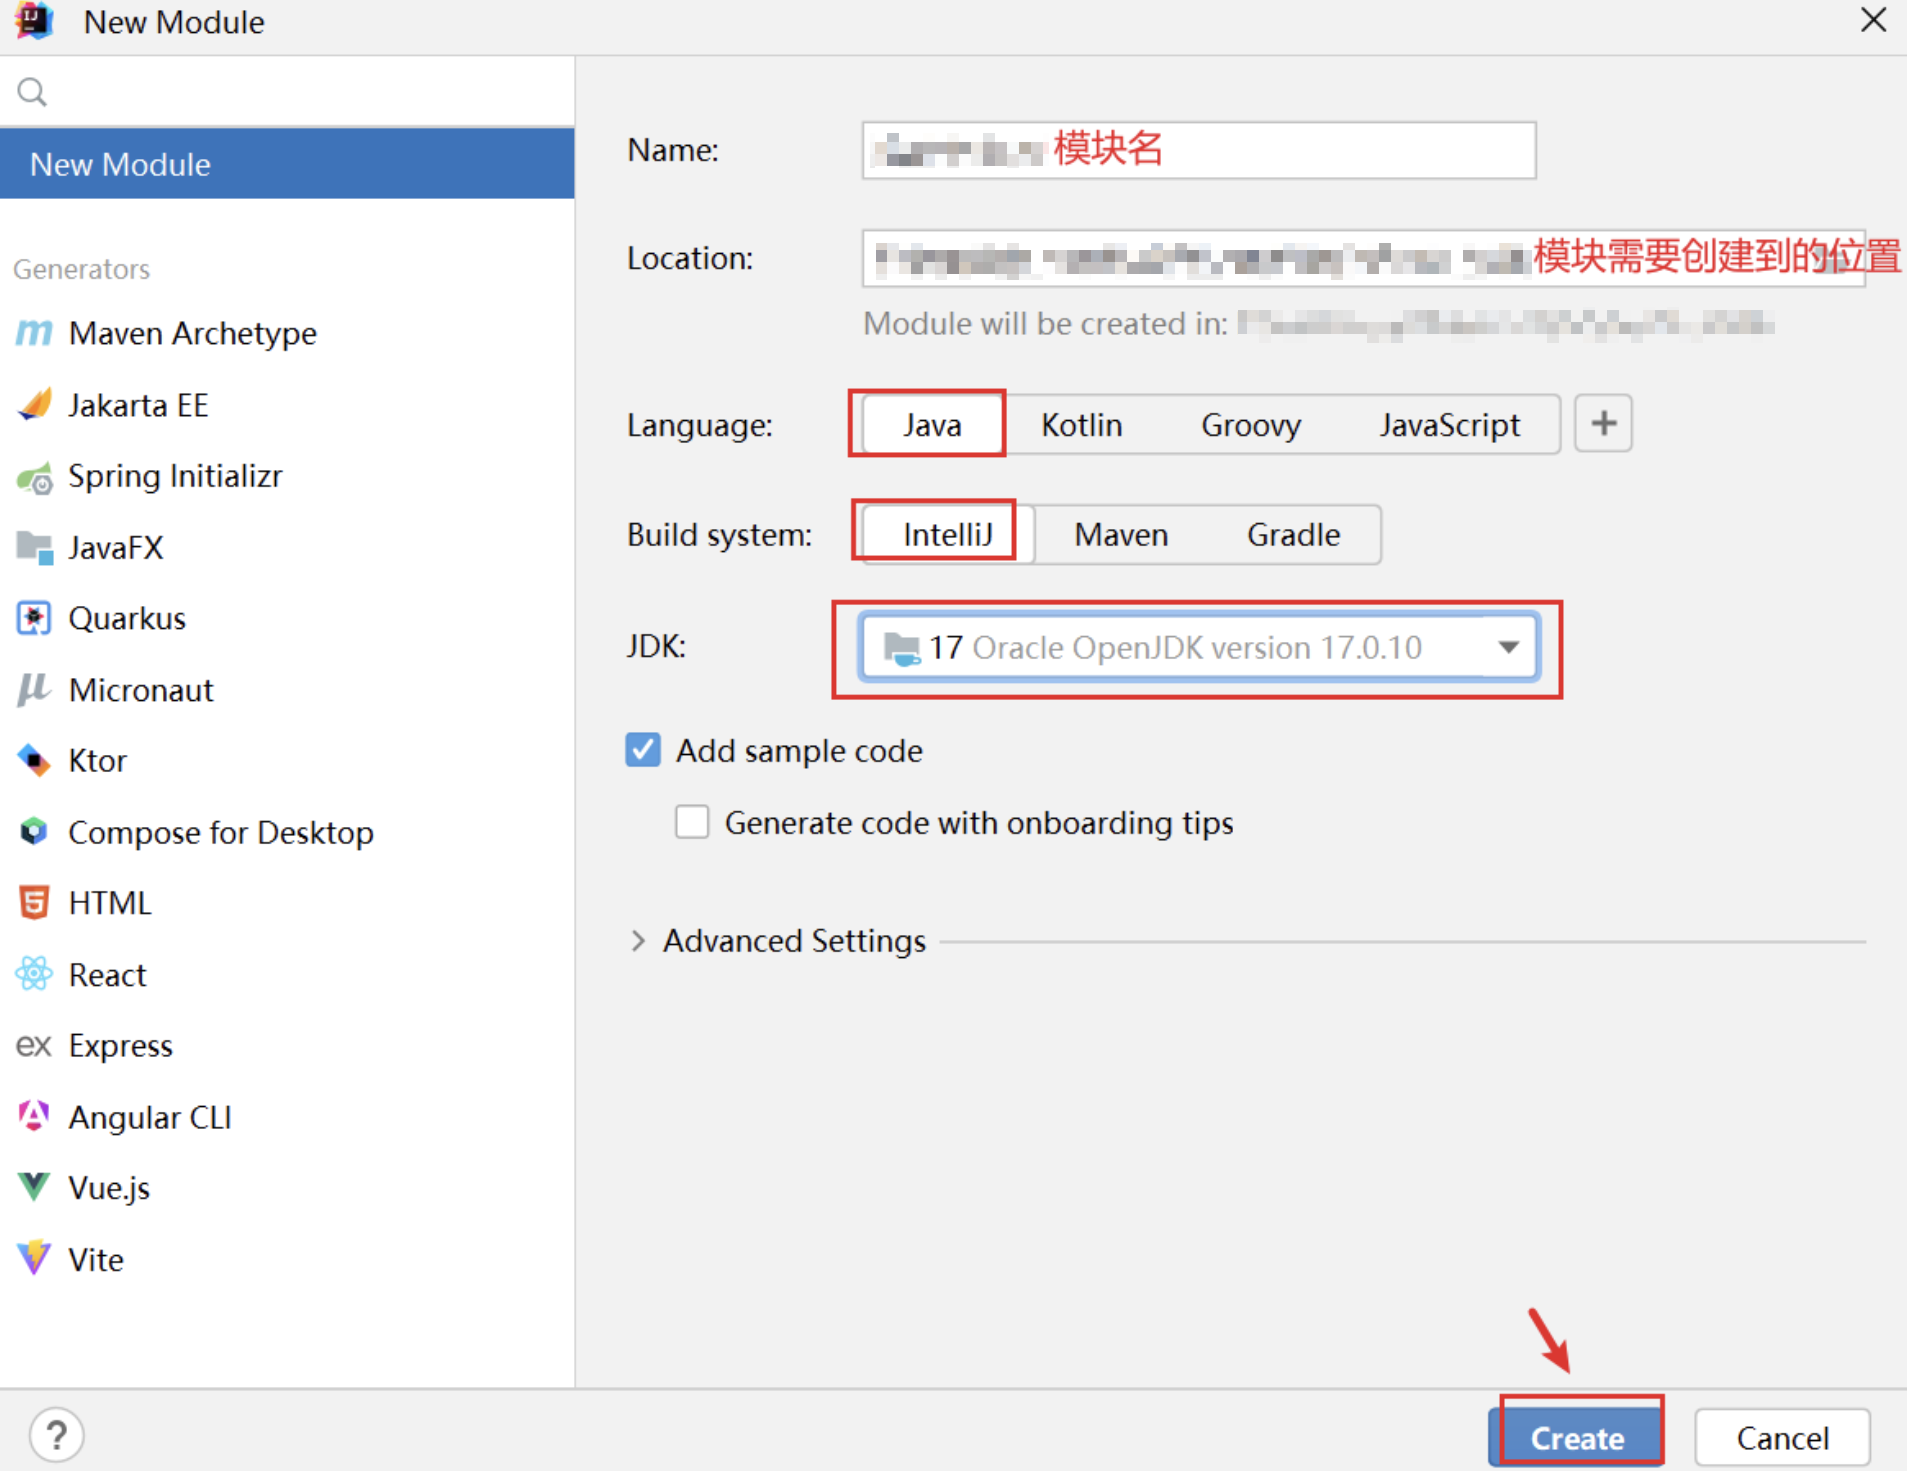 New Module
New Module
Generators
Maven Archetype
Jakarta EE
Spring Initializr
JavaFX
Quarkus
Micronaut
Ktor
Compose for Desktop
HTML
React
Express
Angular CLI
Vue.js
Vite
Name: 模块名
Location: 模块需要创建到的位置
Module will be created in:
Language: Java Kotlin Groovy JavaScript +
Build system: IntelliJ Maven Gradle
JDK: 17 Oracle OpenJDK version 17.0.10
Add sample code
Generate code with onboarding tips
Advanced Settings
? Create Cancel